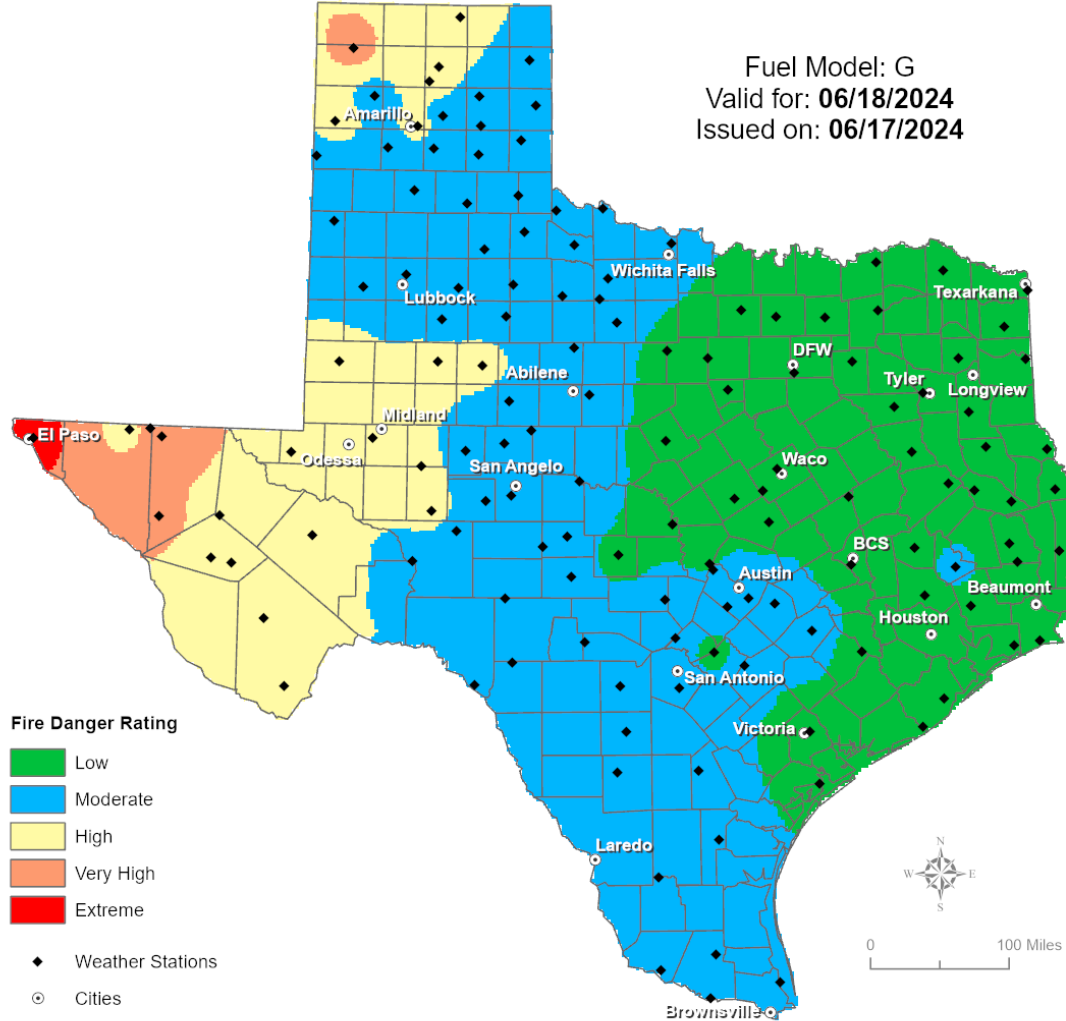 Fuel Model: G
Valid for: 06/18/2024
Issued on: 06/17/2024
Amarillo
Wichita Falls
Lubbock
Texarkana
DFW
Abilene
Tyler
Longview
Midland
El Paso
Odessa
San Angelo
Waco
BCS
Austin
Beaumont
Houston
San Antonio
Victoria
Laredo
Brownsville
Fire Danger Rating
Low
Moderate
High
Very High
Extreme
Weather Stations
Cities
N
W E
S
0 100 Miles